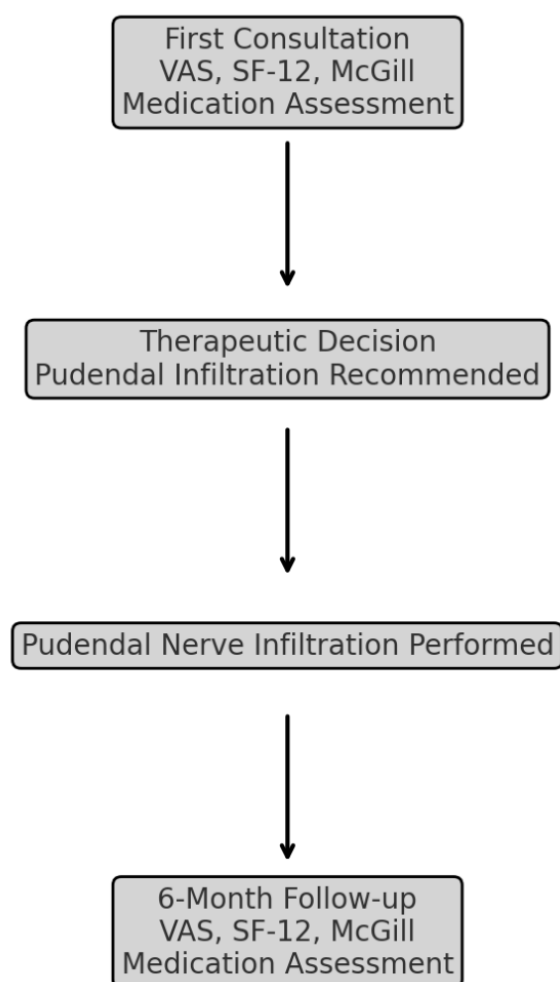 First Consultation
VAS, SF-12, McGill
Medication Assessment
Therapeutic Decision
Pudendal Infiltration Recommended
Pudendal Nerve Infiltration Performed
6-Month Follow-up
VAS, SF-12, McGill
Medication Assessment